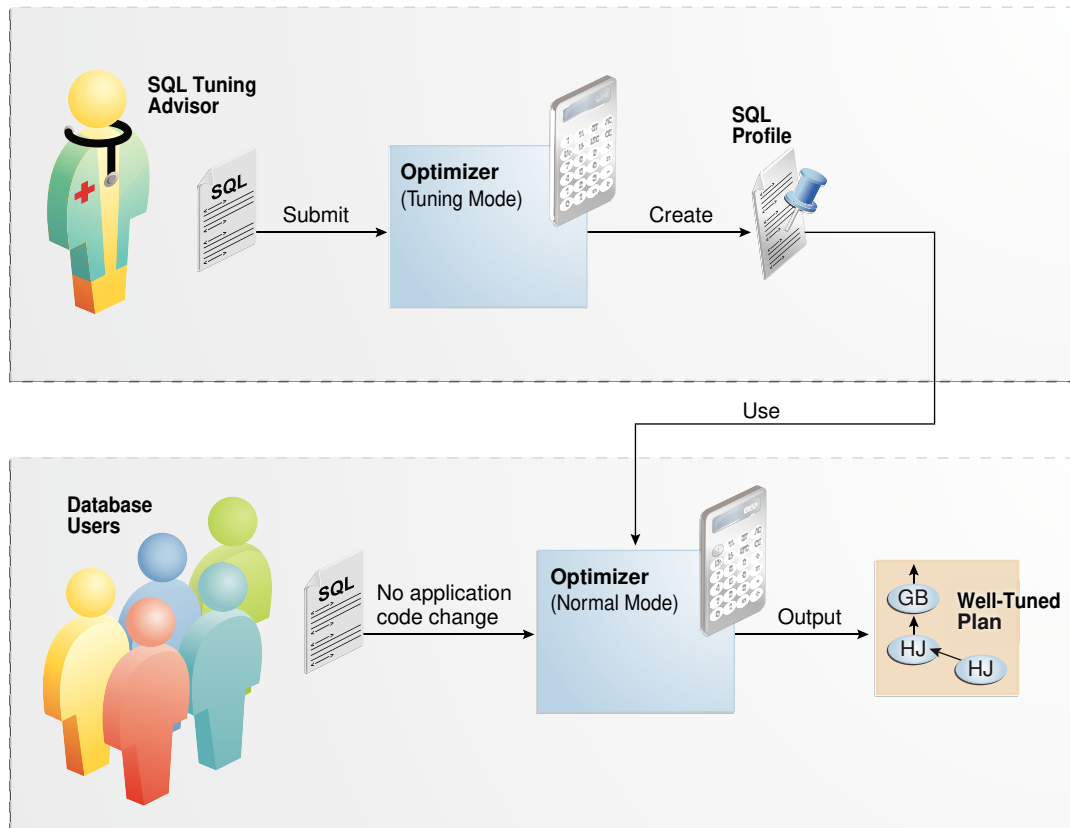 SQL Tuning
Advisor
SQL
Submit
Optimizer
(Tuning Mode)
Create
SQL
Profile
Use
Database
Users
SQL
No application
code change
Optimizer
(Normal Mode)
Output
GB
HJ
HJ
Well-Tuned
Plan